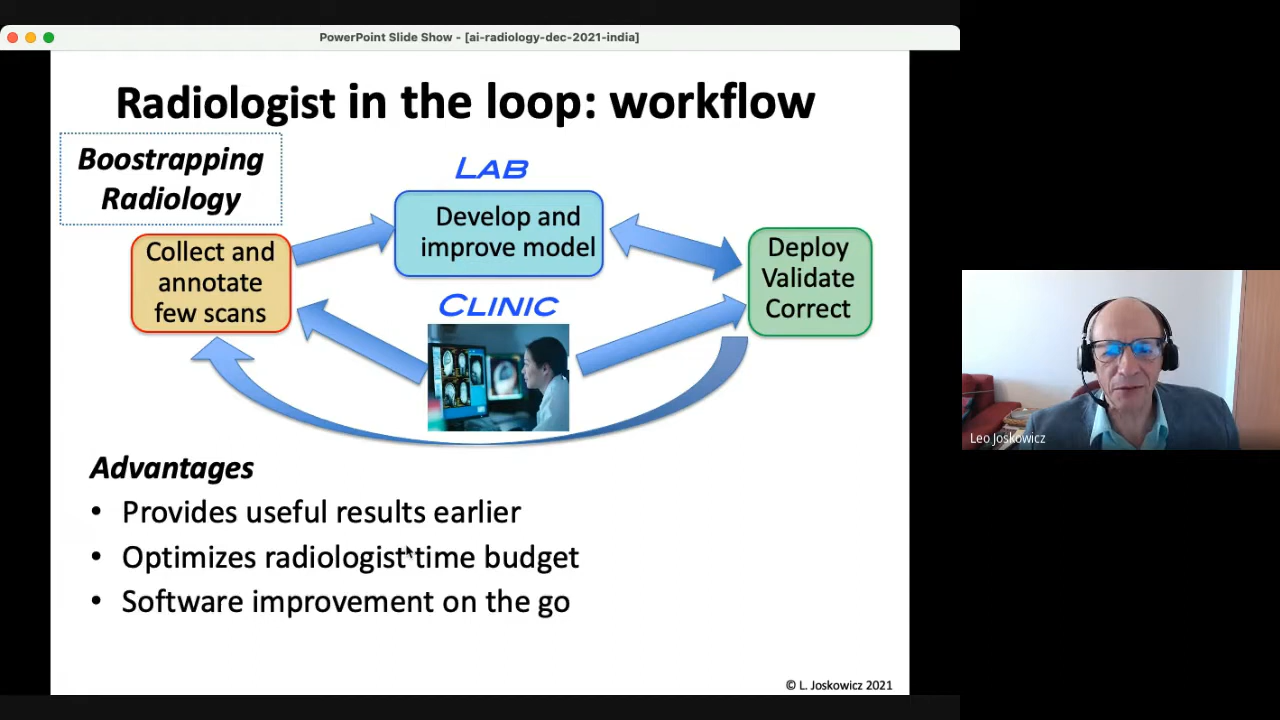 PowerPoint Slide Show - [ai-radiology-dec-2021-india]
Radiologist in the loop: workflow
Boostrapping
Radiology
LAB
Develop and
improve model
Collect and
annotate
few scans
Deploy
Validate
Correct
CLINIC
Advantages
• Provides useful results earlier
• Optimizes radiologist time budget
• Software improvement on the go
© L. Joskowicz 2021
Leo Joskowicz